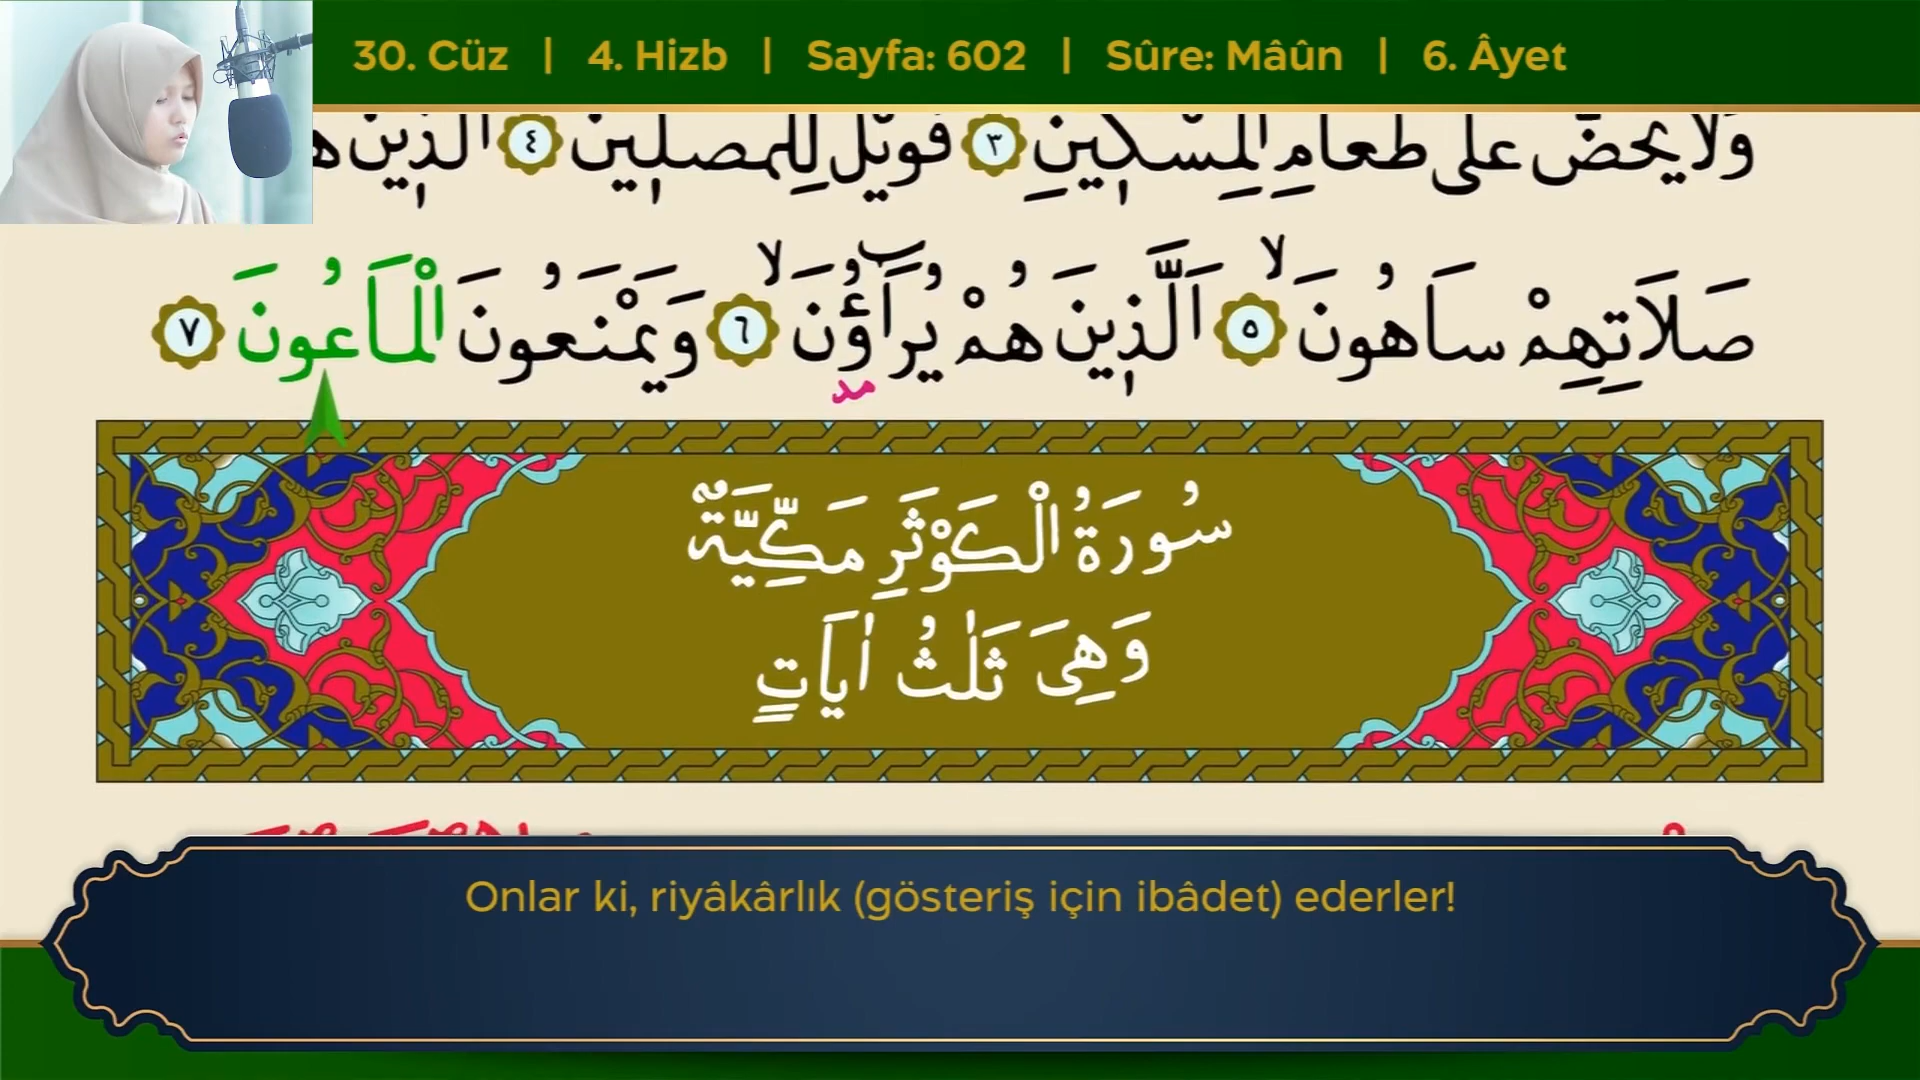 30. Cüz | 4. Hizb | Sayfa: 602 | Sûre: Mâûn | 6. Âyet
وَلَا يَحُضُّ عَلٰى طَعَامِ الْمِسْكٖينِ ٣ فَوَيْلٌ لِلْمُصَلّٖينَ ٤ اَلَّذٖينَ
صَلَاتِهِمْ سَاهُونَۙ ٥ اَلَّذٖينَ هُمْ يُرَٓاؤُ۫نَۙ ٦ وَيَمْنَعُونَ الْمَاعُونَ ٧
مد
سُورَةُ الْكَوْثَرِ مَكِّيَّةٌ
وَهِيَ ثَلٰثُ اٰيَاتٍ
Onlar ki, riyâkârlık (gösteriş için ibâdet) ederler!